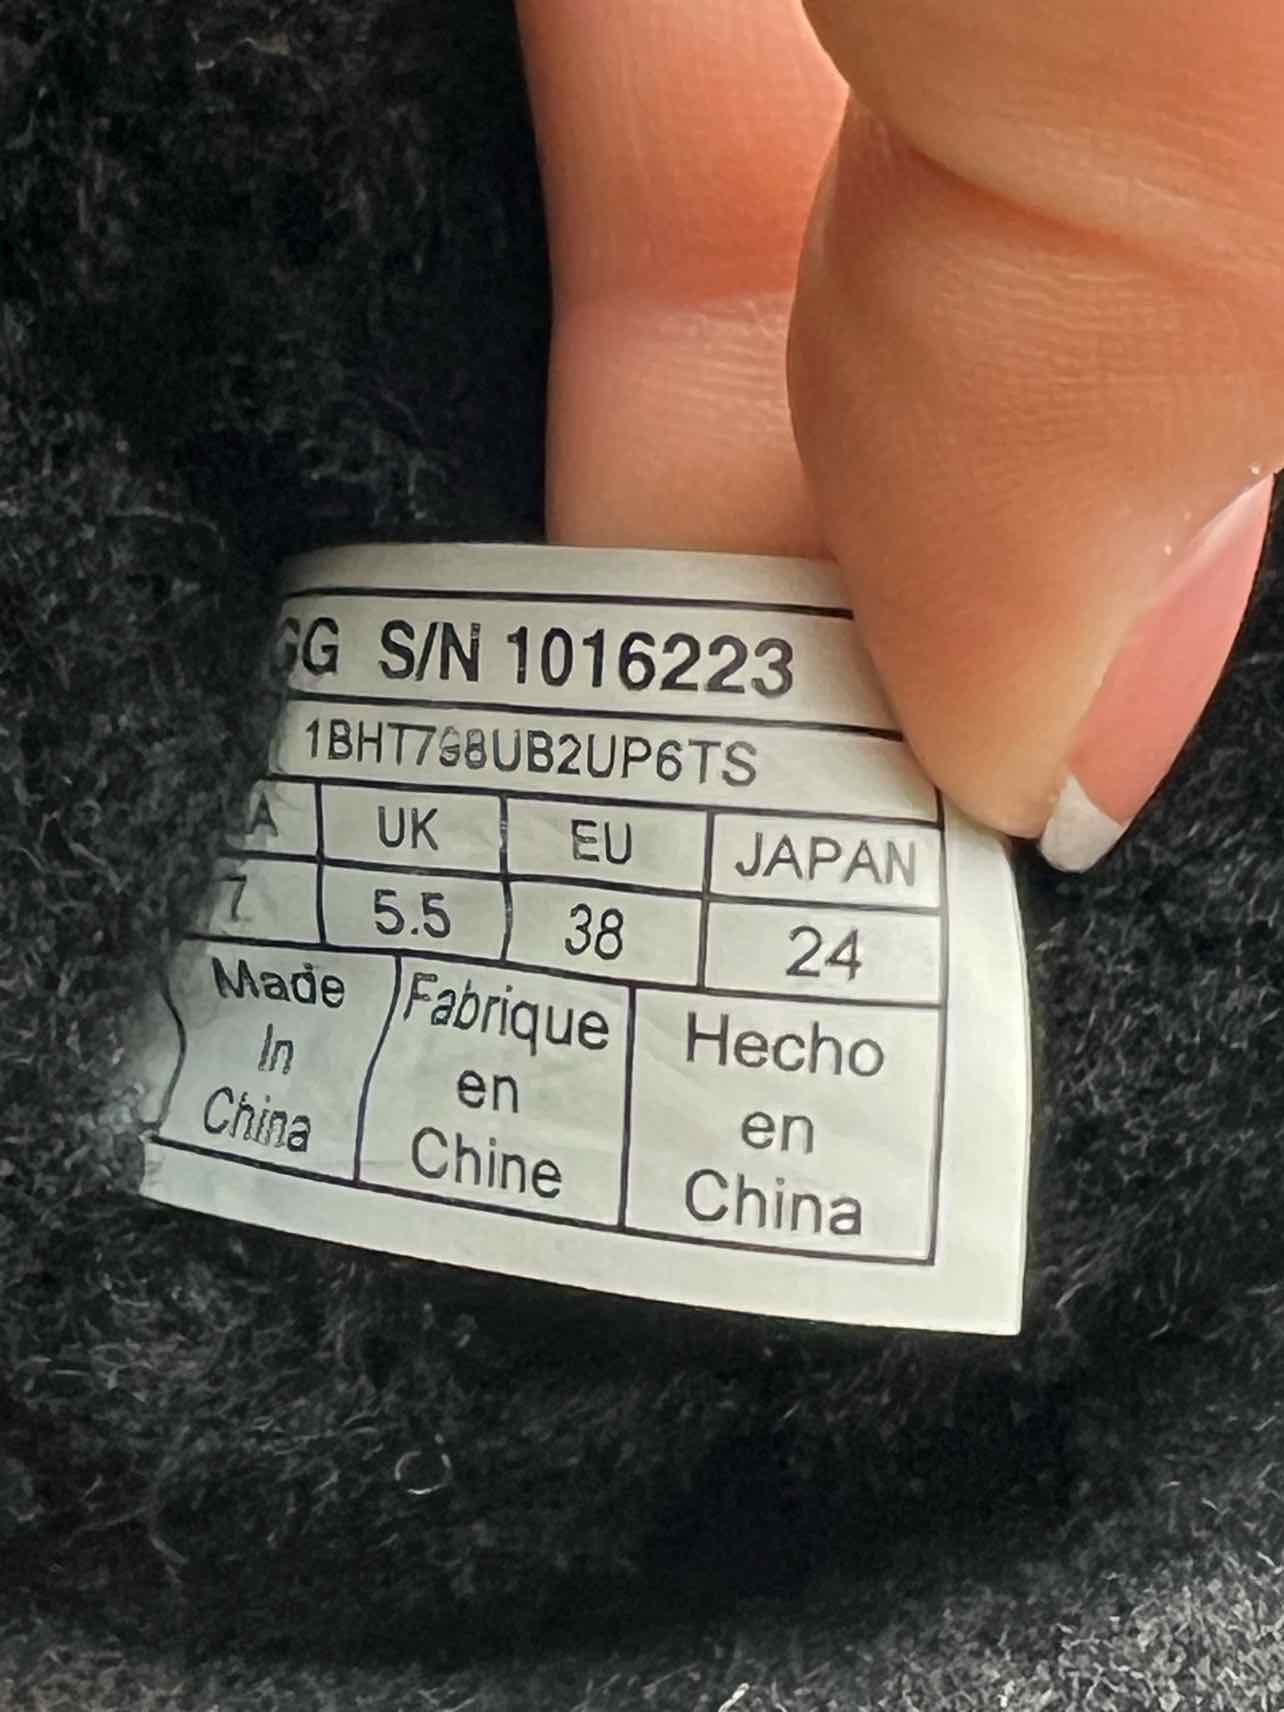 GG S/N 1016223
1BHT798UB2UP6TS
A UK EU JAPAN
7 5.5 38 24
Made
In
China
Fabrique
en
Chine
Hecho
en
China